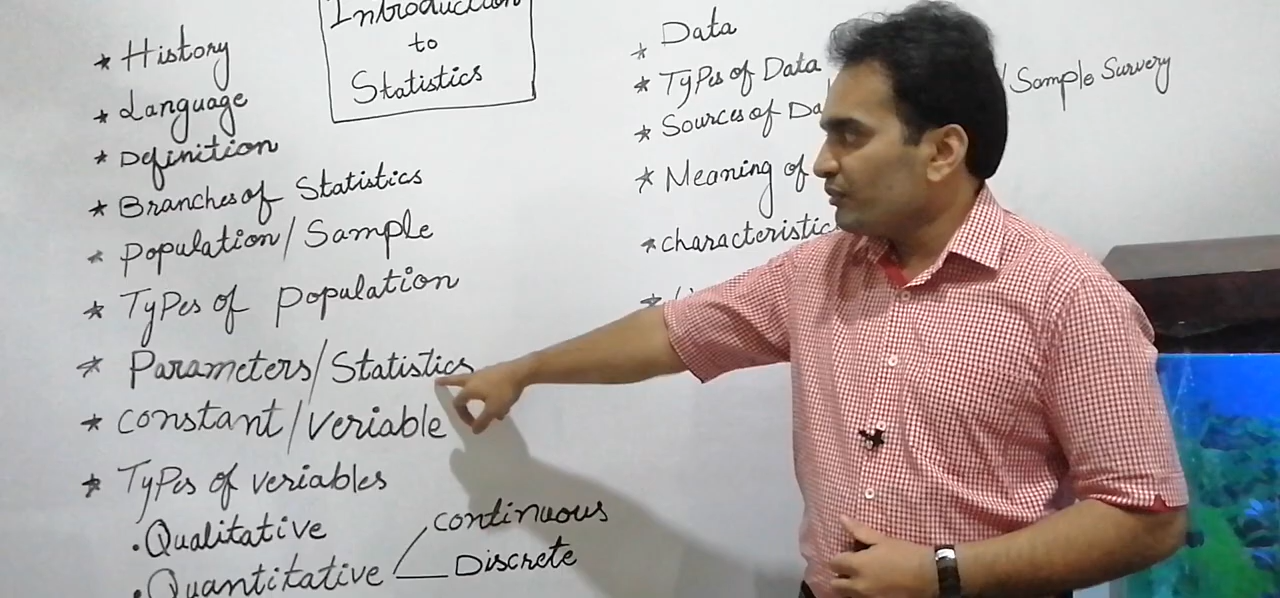 Introduction
to
Statistics
* History
* Language
* Definition
* Branches of Statistics
* Population / Sample
* Types of population
* Parameters / Statistics
* constant / veriable
* Types of veriables
. Qualitative
. Quantitative
continuous
Discrete
* Data
* Types of Data
/ Sample Survery
* Sources of Da
* Meaning of
* characteristic